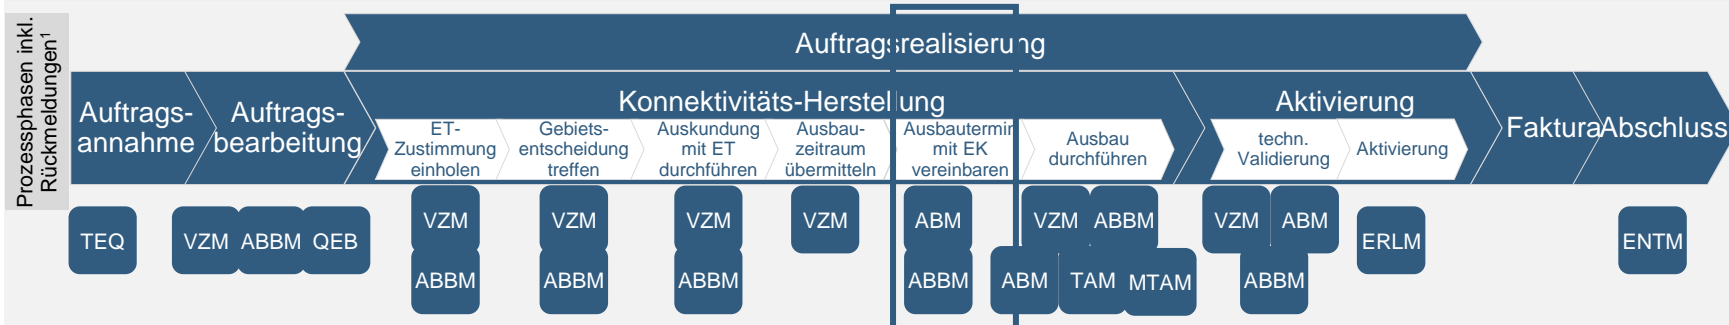 Prozessphasen inkl.
Rückmeldungen¹
Auftragsrealisierung
Auftrags-
annahme
Auftrags-
bearbeitung
Konnektivitäts-Herstellung
ET-
Zustimmung
einholen
Gebiets-
entscheidung
treffen
Auskundung
mit ET
durchführen
Ausbau-
zeitraum
übermitteln
Ausbautermin
mit EK
vereinbaren
Ausbau
durchführen
Aktivierung
techn.
Validierung
Aktivierung
Faktura
Abschluss
TEQ
VZM ABBM QEB
VZM
ABBM
VZM
ABBM
VZM
ABBM
VZM
ABM
ABBM
VZM ABBM
ABM TAM MTAM
VZM ABM
ABBM
ERLM
ENTM